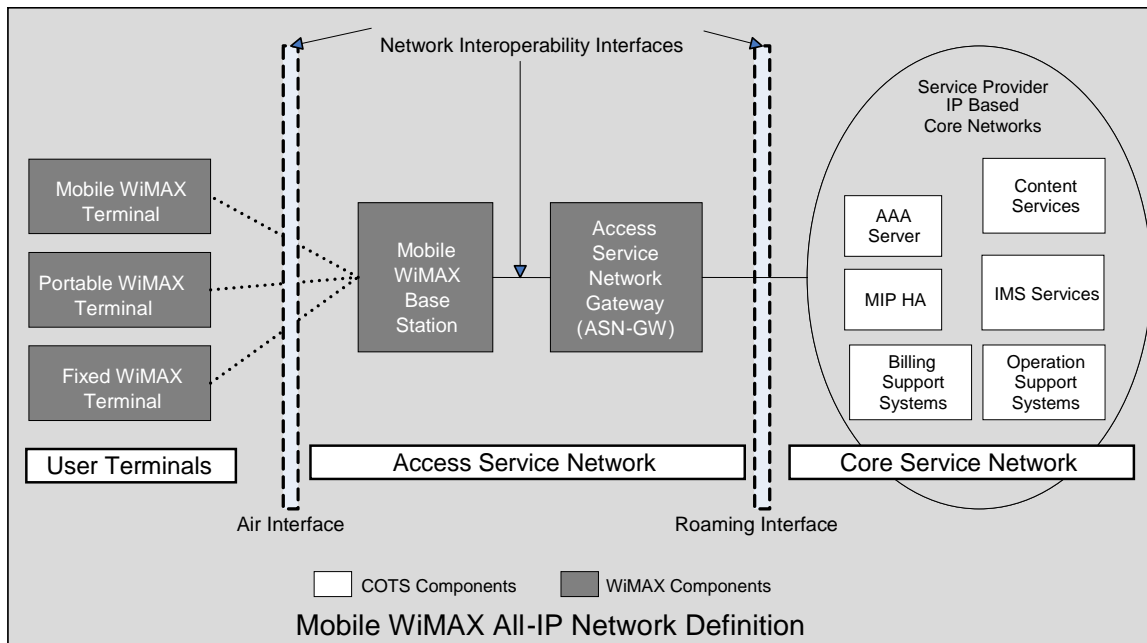 Network Interoperability Interfaces
Service Provider
IP Based
Core Networks
Mobile WiMAX
Terminal
Portable WiMAX
Terminal
Fixed WiMAX
Terminal
Mobile
WiMAX
Base
Station
Access
Service
Network
Gateway
(ASN-GW)
AAA
Server
Content
Services
MIP HA
IMS Services
Billing
Support
Systems
Operation
Support
Systems
User Terminals
Access Service Network
Core Service Network
Air Interface
Roaming Interface
COTS Components
WiMAX Components
Mobile WiMAX All-IP Network Definition